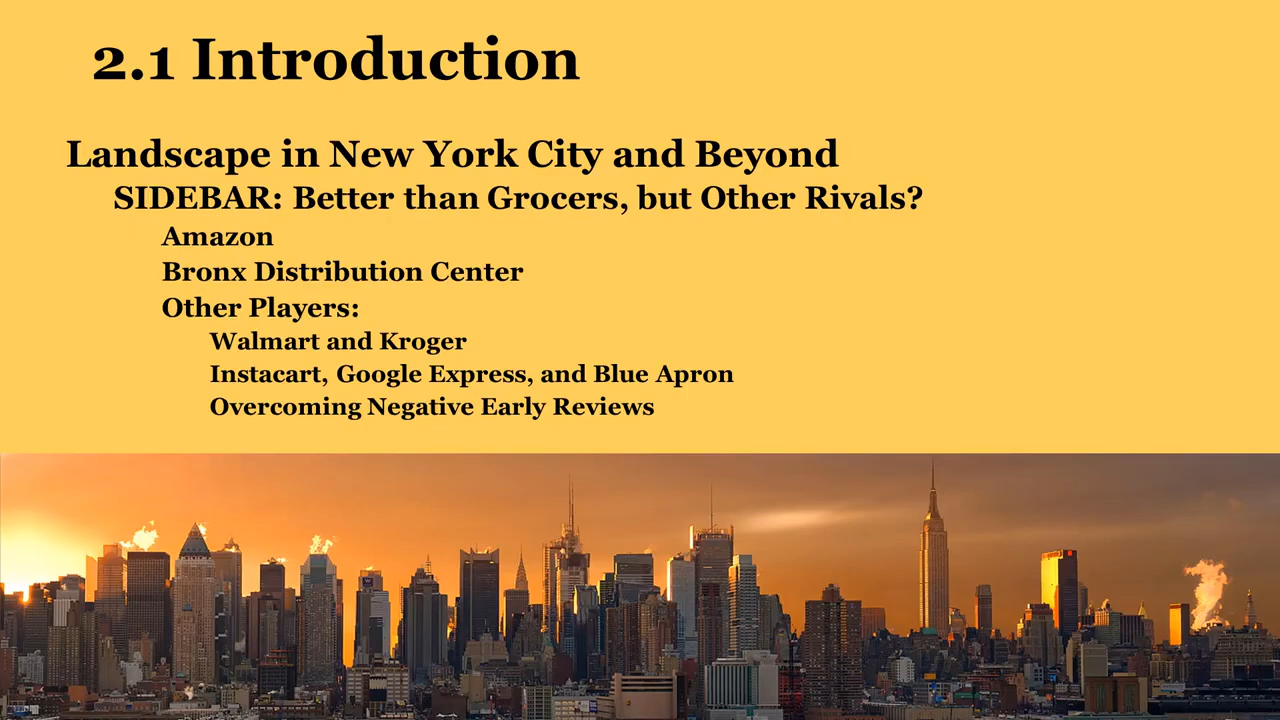 2.1 Introduction
Landscape in New York City and Beyond
SIDEBAR: Better than Grocers, but Other Rivals?
Amazon
Bronx Distribution Center
Other Players:
Walmart and Kroger
Instacart, Google Express, and Blue Apron
Overcoming Negative Early Reviews